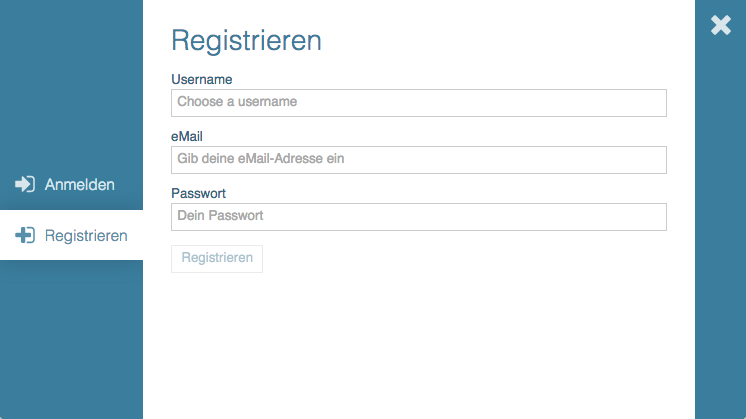 Registrieren
Username
Choose a username
eMail
Gib deine eMail-Adresse ein
Anmelden
Passwort
Dein Passwort
Registrieren
Registrieren